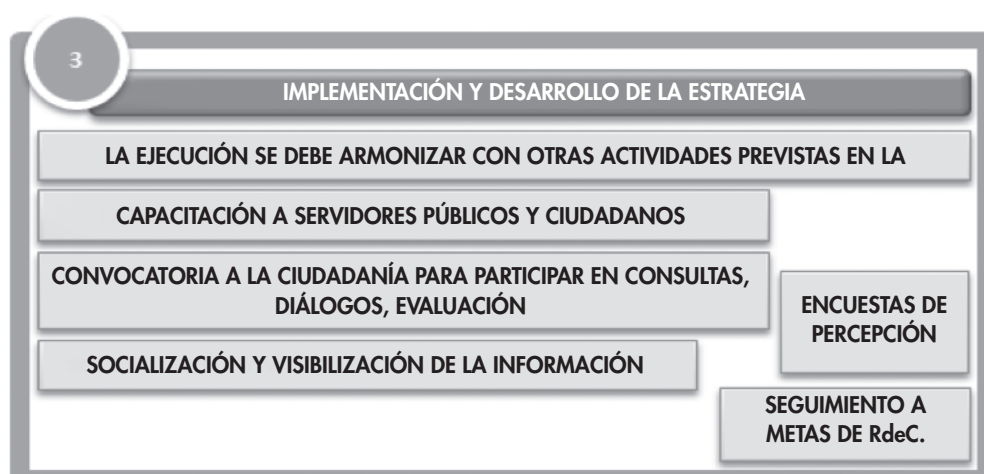 3
IMPLEMENTACIÓN Y DESARROLLO DE LA ESTRATEGIA
LA EJECUCIÓN SE DEBE ARMONIZAR CON OTRAS ACTIVIDADES PREVISTAS EN LA
CAPACITACIÓN A SERVIDORES PÚBLICOS Y CIUDADANOS
CONVOCATORIA A LA CIUDADANÍA PARA PARTICIPAR EN CONSULTAS,
DIÁLOGOS, EVALUACIÓN
ENCUESTAS DE
PERCEPCIÓN
SOCIALIZACIÓN Y VISIBILIZACIÓN DE LA INFORMACIÓN
SEGUIMIENTO A
METAS DE RdeC.